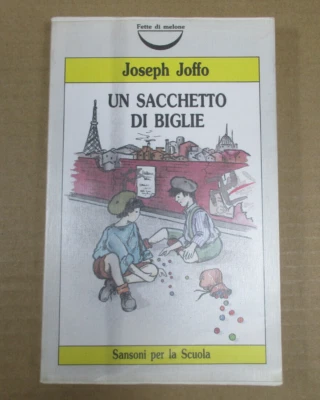 Fette di melone
Joseph Joffo
UN SACCHETTO
DI BIGLIE
Sansoni per la Scuola